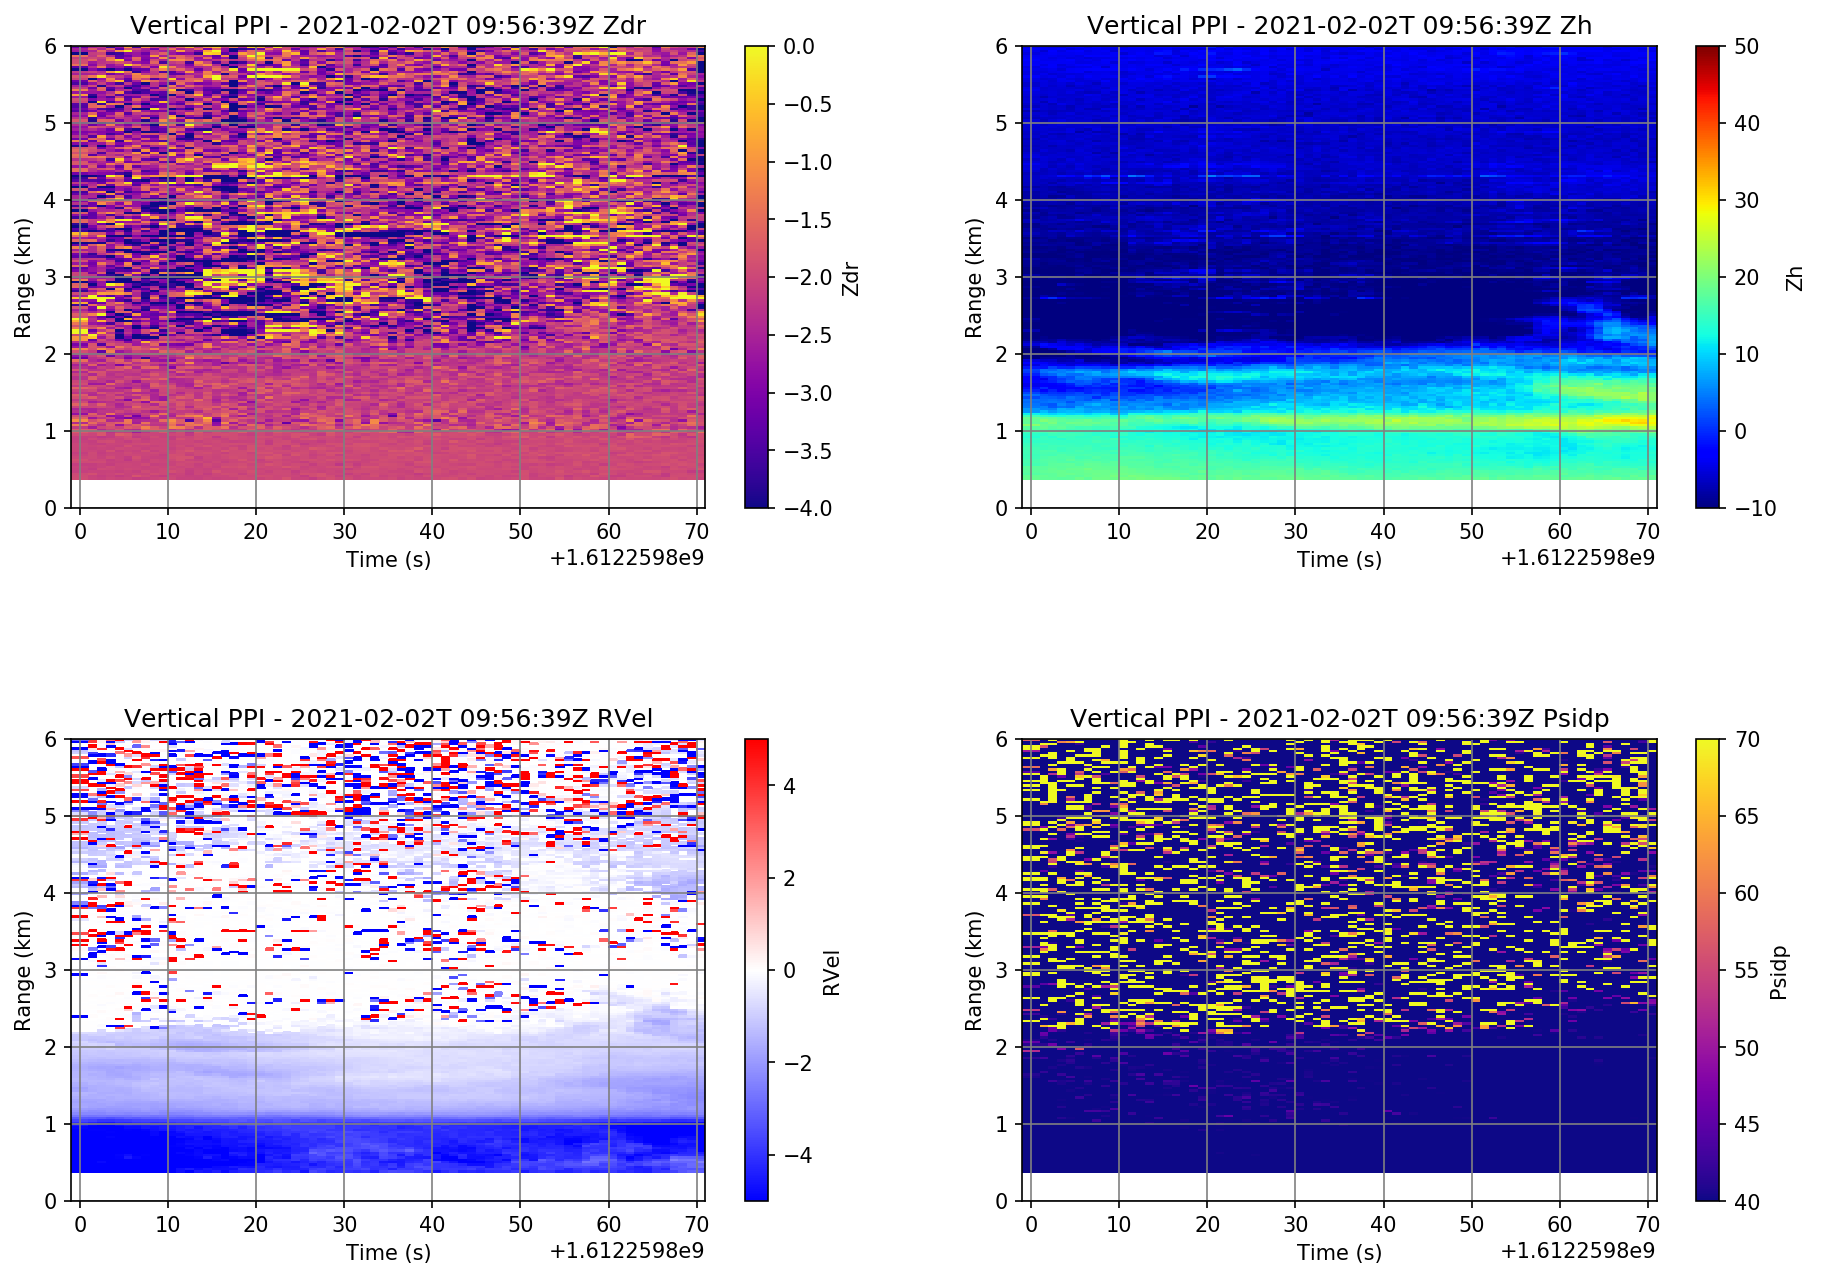 Vertical PPI - 2021-02-02T 09:56:39Z Zdr
6
5
4
3
2
1
0
Range (km)
0 10 20 30 40 50 60 70
Time (s)
+1.6122598e9
0.0
−0.5
−1.0
−1.5
−2.0
−2.5
−3.0
−3.5
−4.0
Zdr
Vertical PPI - 2021-02-02T 09:56:39Z Zh
6
5
4
3
2
1
0
Range (km)
0 10 20 30 40 50 60 70
Time (s)
+1.6122598e9
50
40
30
20
10
0
−10
Zh
Vertical PPI - 2021-02-02T 09:56:39Z RVel
6
5
4
3
2
1
0
Range (km)
0 10 20 30 40 50 60 70
Time (s)
+1.6122598e9
4
2
0
−2
−4
RVel
Vertical PPI - 2021-02-02T 09:56:39Z Psidp
6
5
4
3
2
1
0
Range (km)
0 10 20 30 40 50 60 70
Time (s)
+1.6122598e9
70
65
60
55
50
45
40
Psidp